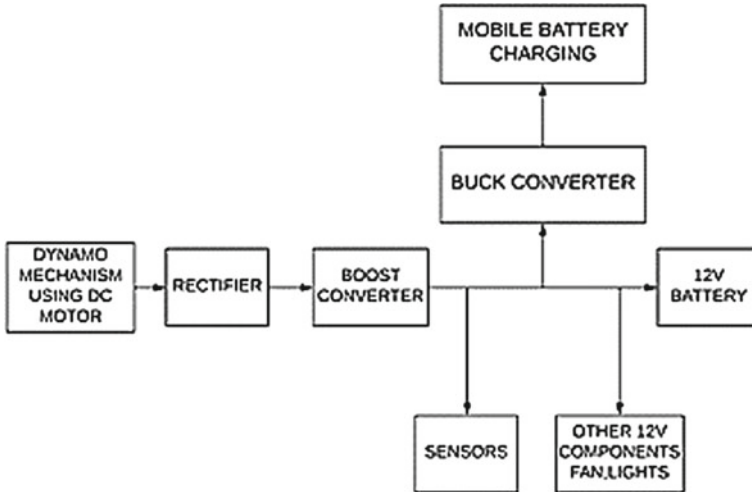 MOBILE BATTERY
CHARGING
BUCK CONVERTER
DYNAMO
MECHANISM
USING DC
MOTOR
RECTIFIER
BOOST
CONVERTER
12V
BATTERY
SENSORS
OTHER 12V
COMPONENTS
FAN,LIGHTS